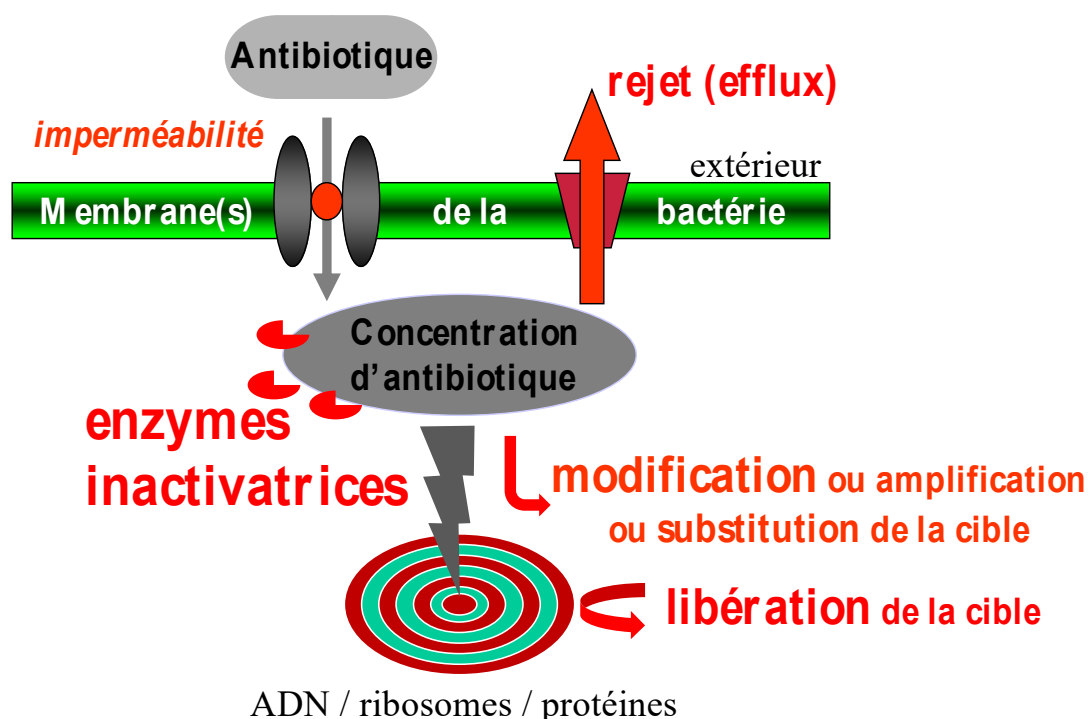 Antibiotique
rejet (efflux)
imperméabilité
extérieur
Membrane(s) de la bactérie
Concentration
d'antibiotique
enzymes
inactivatrices
modification ou amplification
ou substitution de la cible
libération de la cible
ADN / ribosomes / protéines